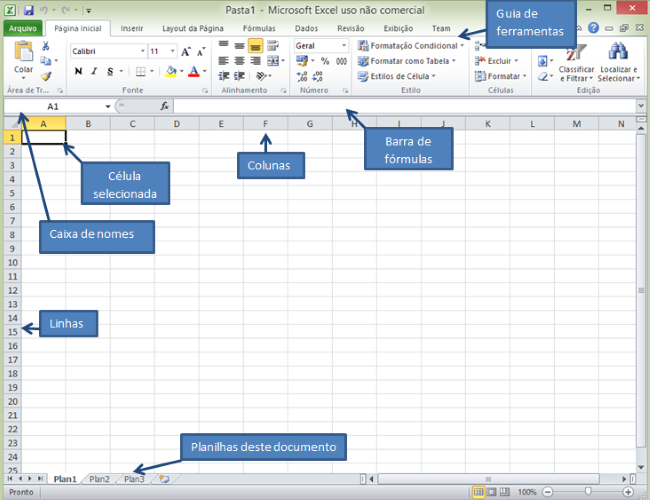 Pasta1 - Microsoft Excel uso não comercial
Guia de ferramentas
Arquivo Página Inicial Inserir Layout da Página Fórmulas Dados Revisão Exibição Team
Calibri 11 Geral Formatação Condicional
Colar N I S A A % 000 Formatar como Tabela Excluir Classificar e Filtrar Localizar e Selecionar
Estilos de Célula Formatar
Área de Tr... Fonte Alinhamento Número Estilo Células Edição
A1 fx
A B C D E F G H I J K L M N
1
2
3
4
5
6
7
8
9
10
11
12
13
14
15
16
17
18
19
20
21
22
23
24
25
Barra de fórmulas
Colunas
Célula selecionada
Caixa de nomes
Linhas
Planilhas deste documento
Plan1 Plan2 Plan3
Pronto 100%